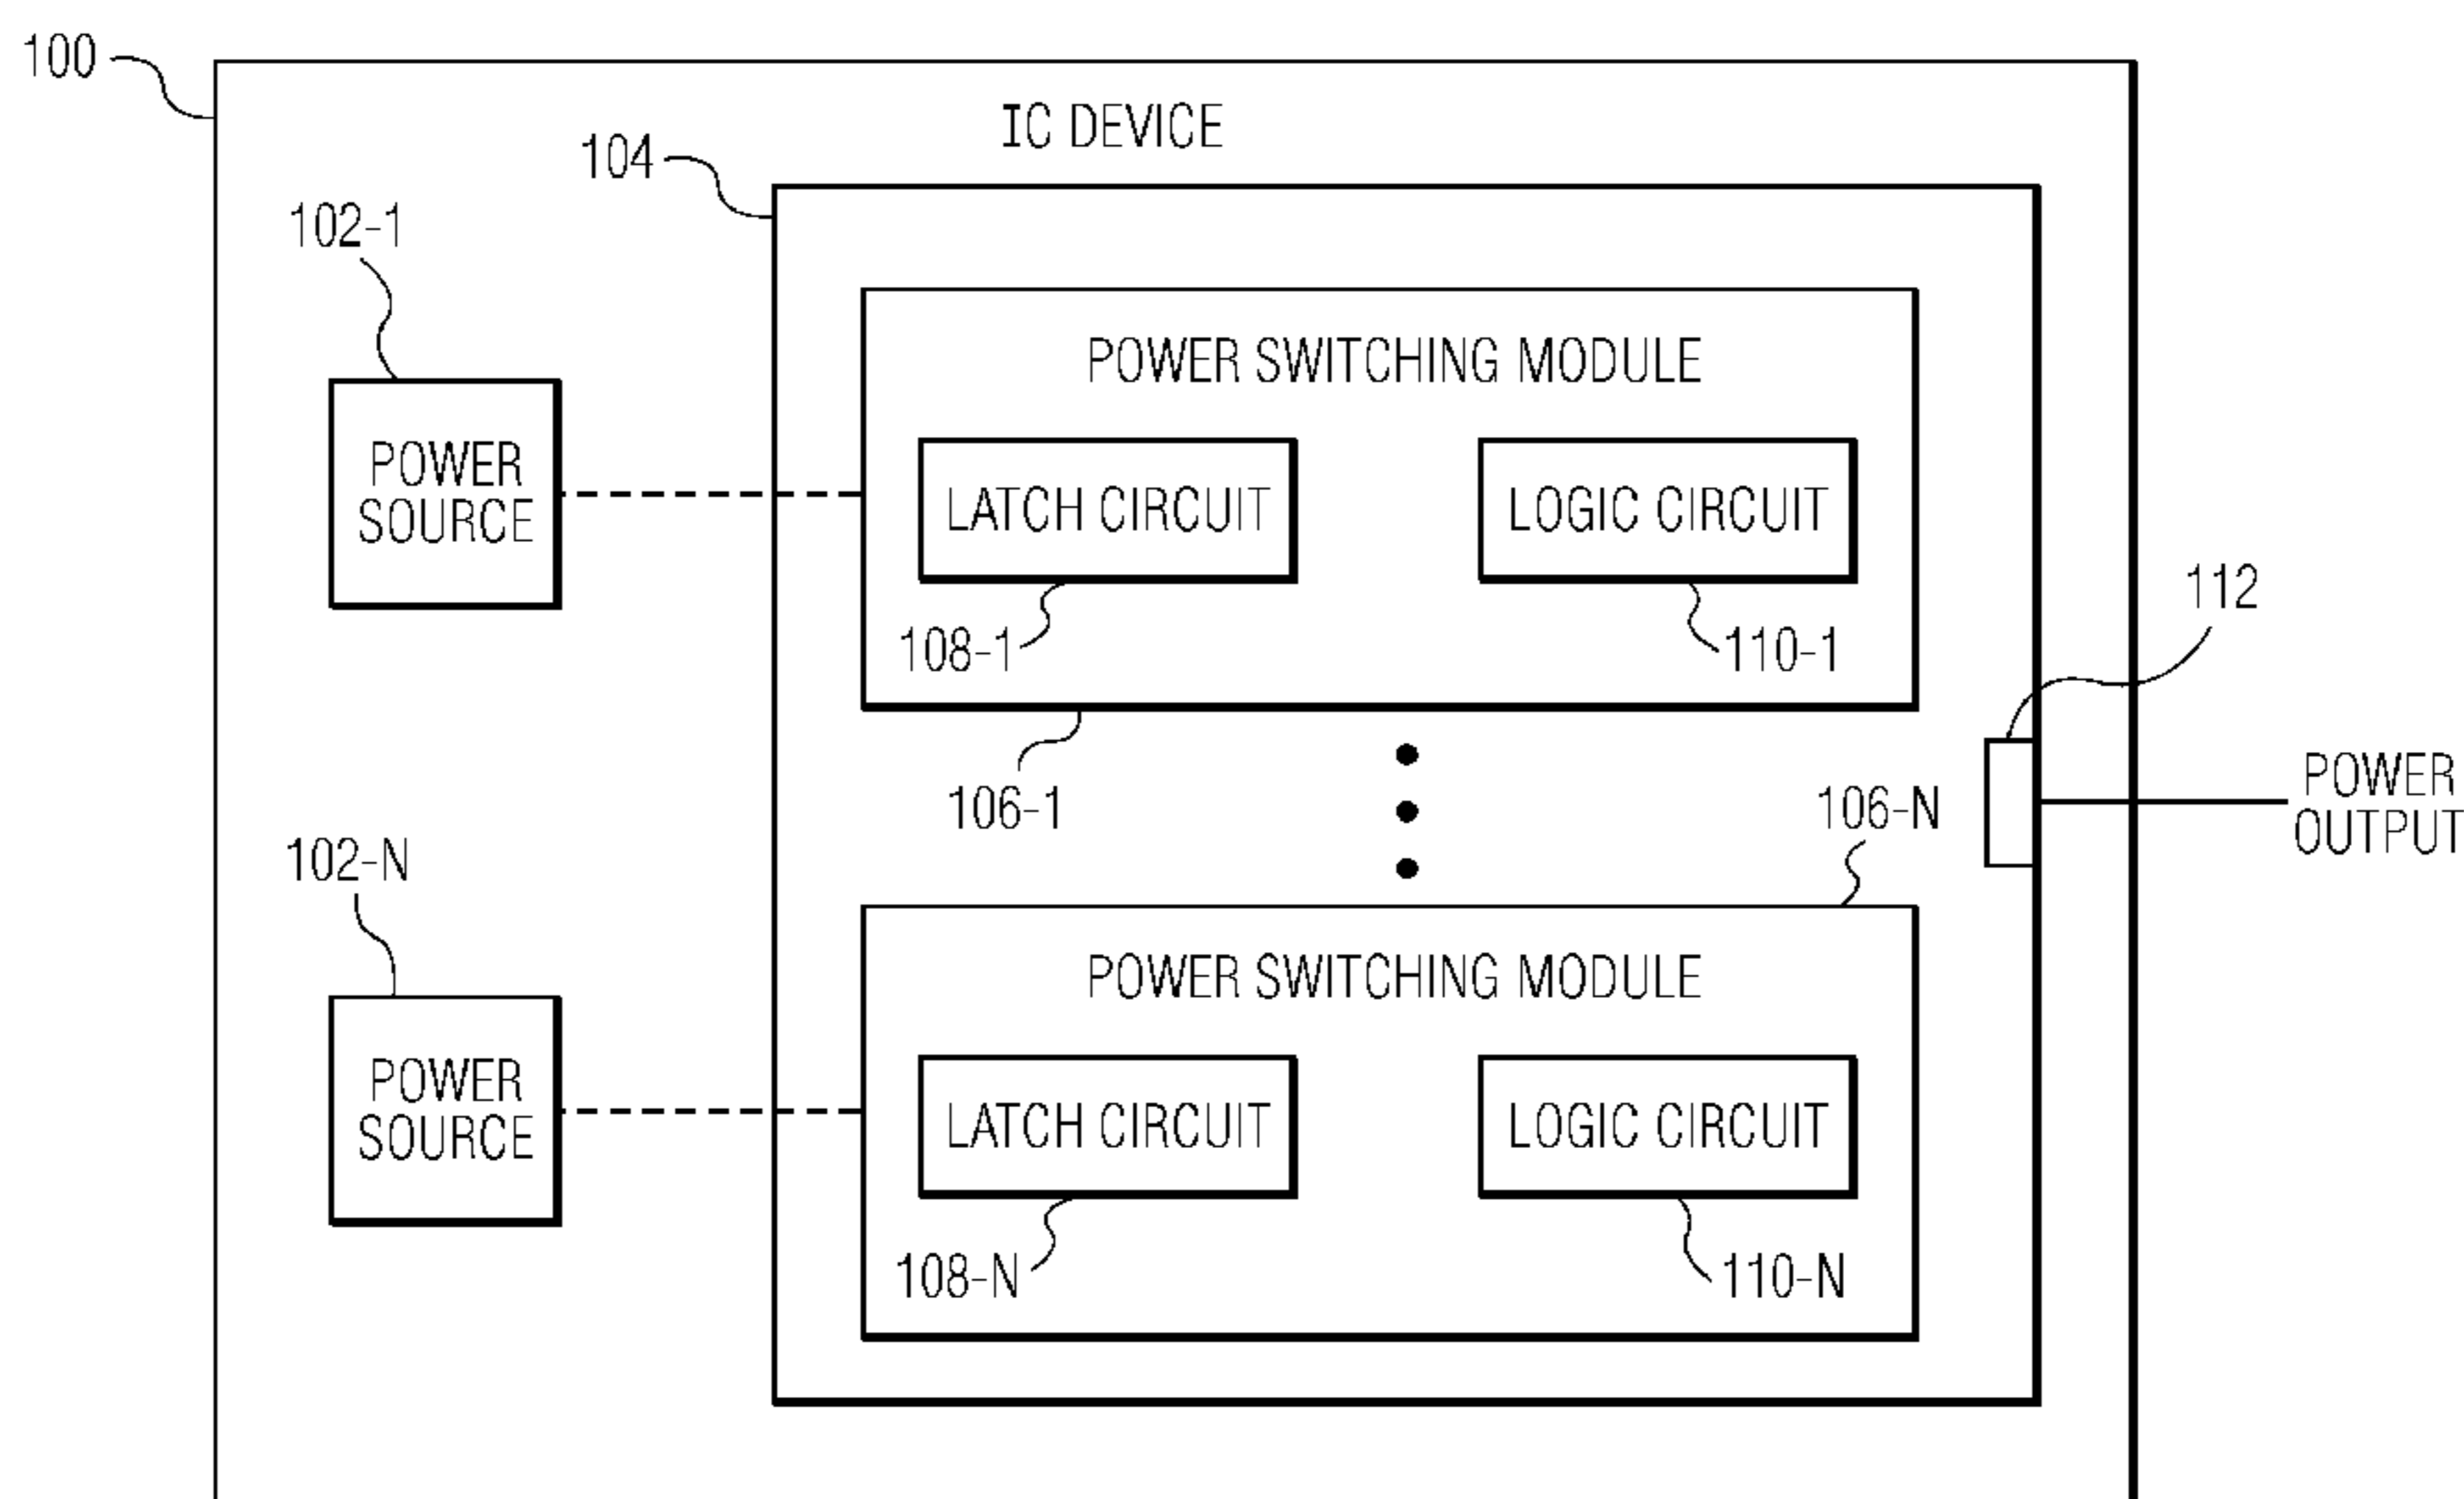 100
IC DEVICE
104
102-1
POWER SWITCHING MODULE
POWER
SOURCE
LATCH CIRCUIT
LOGIC CIRCUIT
112
108-1
110-1
106-1
106-N
POWER
OUTPUT
102-N
POWER SWITCHING MODULE
POWER
SOURCE
LATCH CIRCUIT
LOGIC CIRCUIT
108-N
110-N